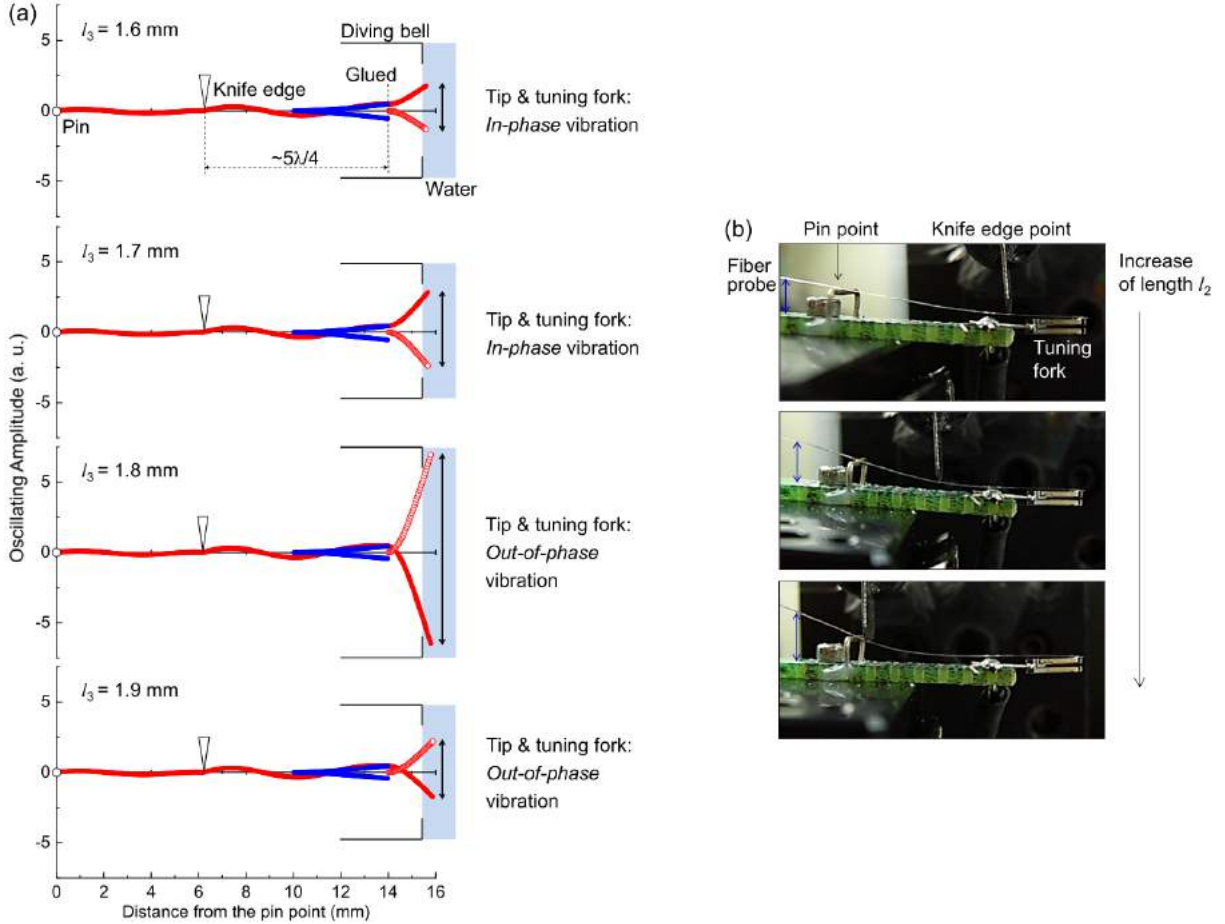 (a)
l3 = 1.6 mm
Diving bell
Glued
Knife edge
Pin
~5λ/4
Water
Tip & tuning fork:
In-phase vibration
5
0
-5
l3 = 1.7 mm
Tip & tuning fork:
In-phase vibration
5
0
-5
l3 = 1.8 mm
Tip & tuning fork:
Out-of-phase
vibration
5
0
-5
l3 = 1.9 mm
Tip & tuning fork:
Out-of-phase
vibration
5
0
-5
0 2 4 6 8 10 12 14 16
Distance from the pin point (mm)
Oscillating Amplitude (a. u.)
(b)
Pin point
Knife edge point
Fiber
probe
Tuning
fork
Increase
of length l2